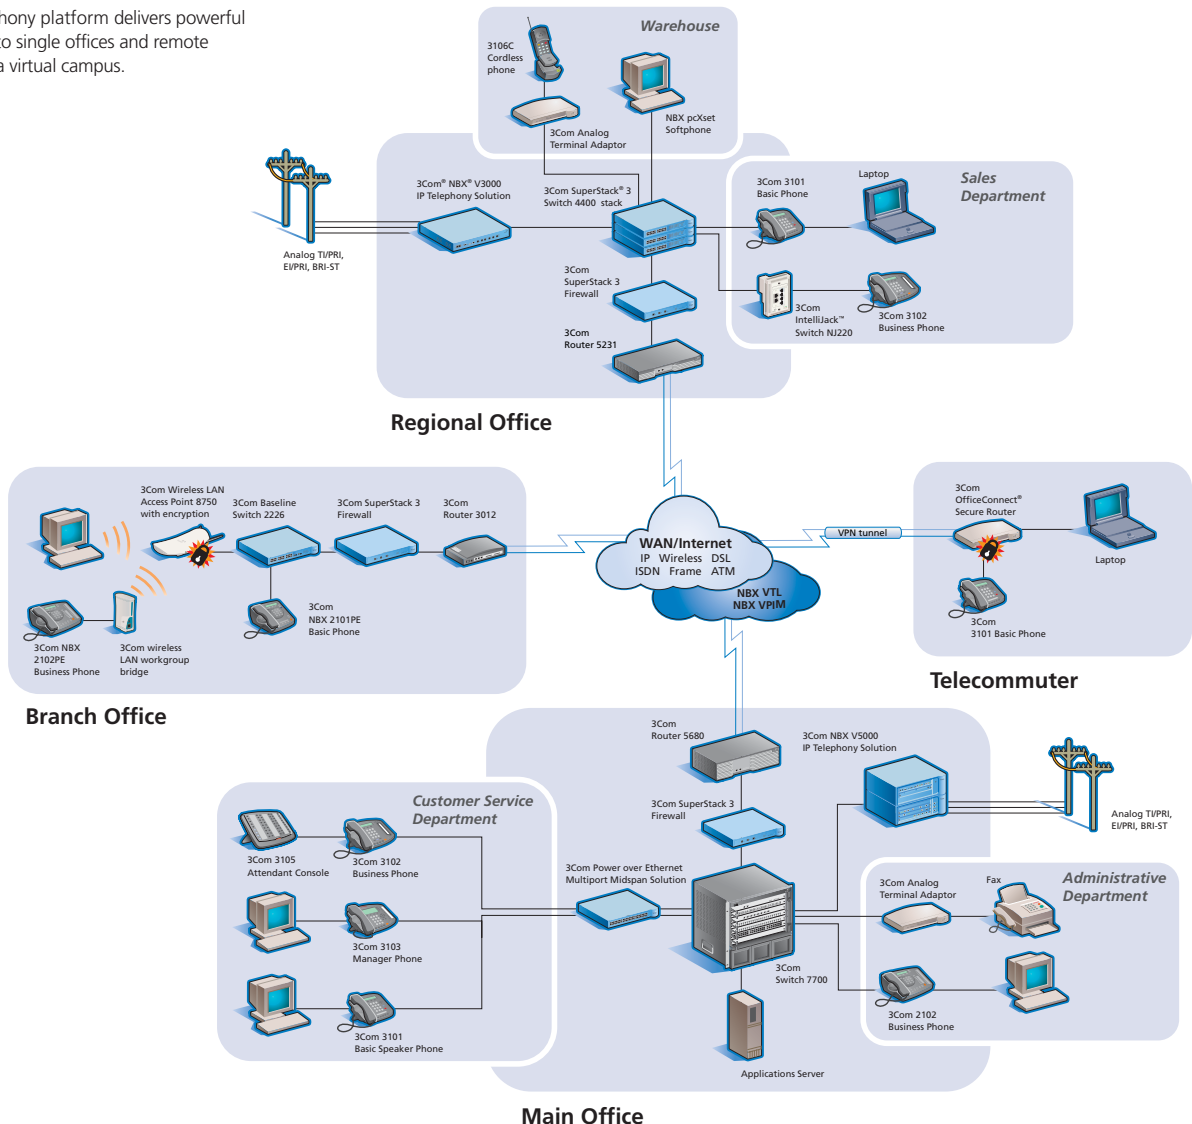 hony platform delivers powerful
to single offices and remote
a virtual campus.
Warehouse
3106C
Cordless
phone
3Com Analog
Terminal Adaptor
NBX pcXset
Softphone
3Com® NBX® V3000
IP Telephony Solution
3Com SuperStack® 3
Switch 4400 stack
Analog TI/PRI,
EI/PRI, BRI-ST
Sales
Department
3Com 3101
Basic Phone
Laptop
3Com
IntelliJack™
Switch NJ220
3Com 3102
Business Phone
3Com
SuperStack 3
Firewall
3Com
Router 5231
Regional Office
3Com Wireless LAN
Access Point 8750
with encryption
3Com Baseline
Switch 2226
3Com SuperStack 3
Firewall
3Com
Router 3012
3Com NBX
2102PE
Business Phone
3Com wireless
LAN workgroup
bridge
3Com
NBX 2101PE
Basic Phone
Branch Office
WAN/Internet
IP Wireless DSL
ISDN Frame ATM
NBX VTL
NBX VPIM
VPN tunnel
3Com
OfficeConnect®
Secure Router
Laptop
3Com
3101 Basic Phone
Telecommuter
3Com
Router 5680
3Com NBX V5000
IP Telephony Solution
3Com SuperStack 3
Firewall
Analog TI/PRI,
EI/PRI, BRI-ST
Customer Service
Department
3Com 3105
Attendant Console
3Com 3102
Business Phone
3Com 3103
Manager Phone
3Com 3101
Basic Speaker Phone
3Com Power over Ethernet
Multiport Midspan Solution
3Com
Switch 7700
Applications Server
Administrative
Department
3Com Analog
Terminal Adaptor
Fax
3Com 2102
Business Phone
Main Office